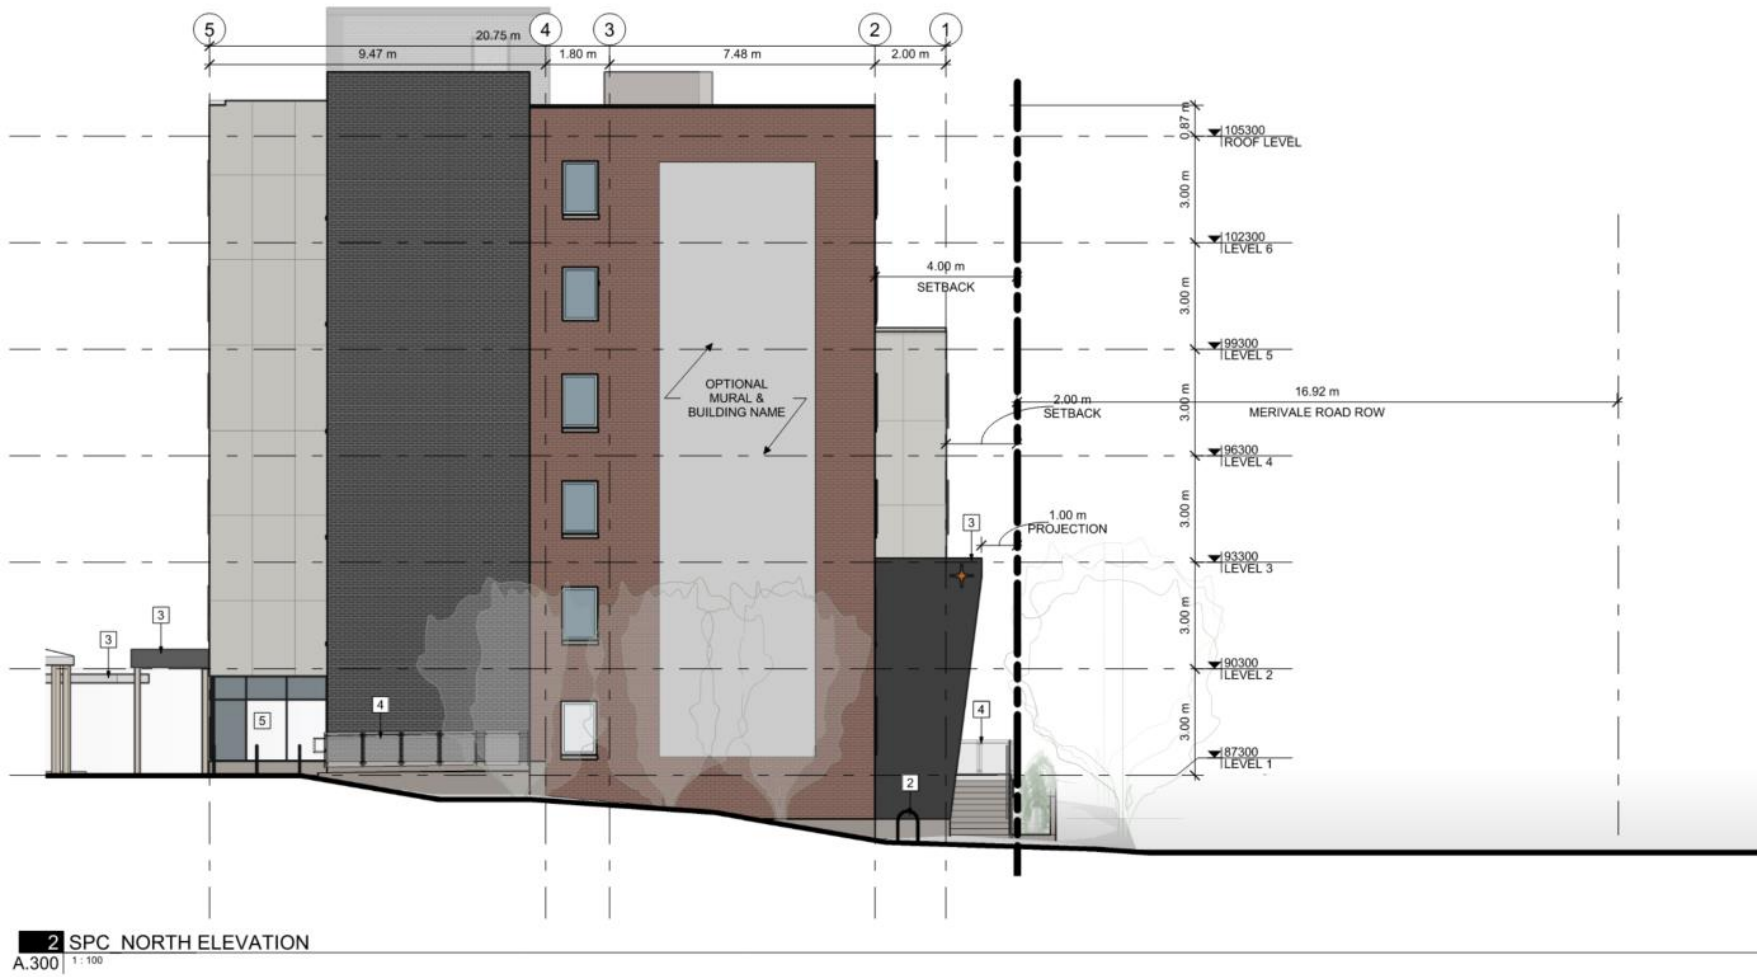 5
4
3
2
1
20.75 m
9.47 m
1.80 m
7.48 m
2.00 m
0.87 m
105300
ROOF LEVEL
3.00 m
102300
LEVEL 6
4.00 m
SETBACK
3.00 m
99300
LEVEL 5
OPTIONAL
MURAL &
BUILDING NAME
2.00 m
SETBACK
3.00 m
16.92 m
MERIVALE ROAD ROW
96300
LEVEL 4
3.00 m
1.00 m
PROJECTION
3
93300
LEVEL 3
3.00 m
3
3
90300
LEVEL 2
4
5
4
3.00 m
87300
LEVEL 1
2
2 SPC NORTH ELEVATION
A.300 1 : 100